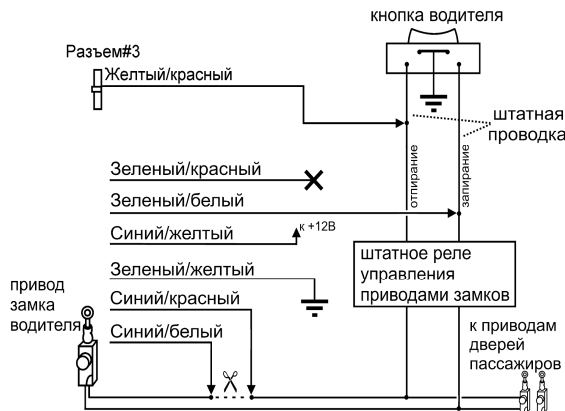 кнопка водителя
Разъем#3
Желтый/красный
штатная
проводка
отпирание
запирание
Зеленый/красный
Зеленый/белый
Синий/желтый
к +12В
Зеленый/желтый
штатное реле
управления
приводами замков
привод
замка
водителя
Синий/красный
Синий/белый
к приводам
дверей
пассажиров